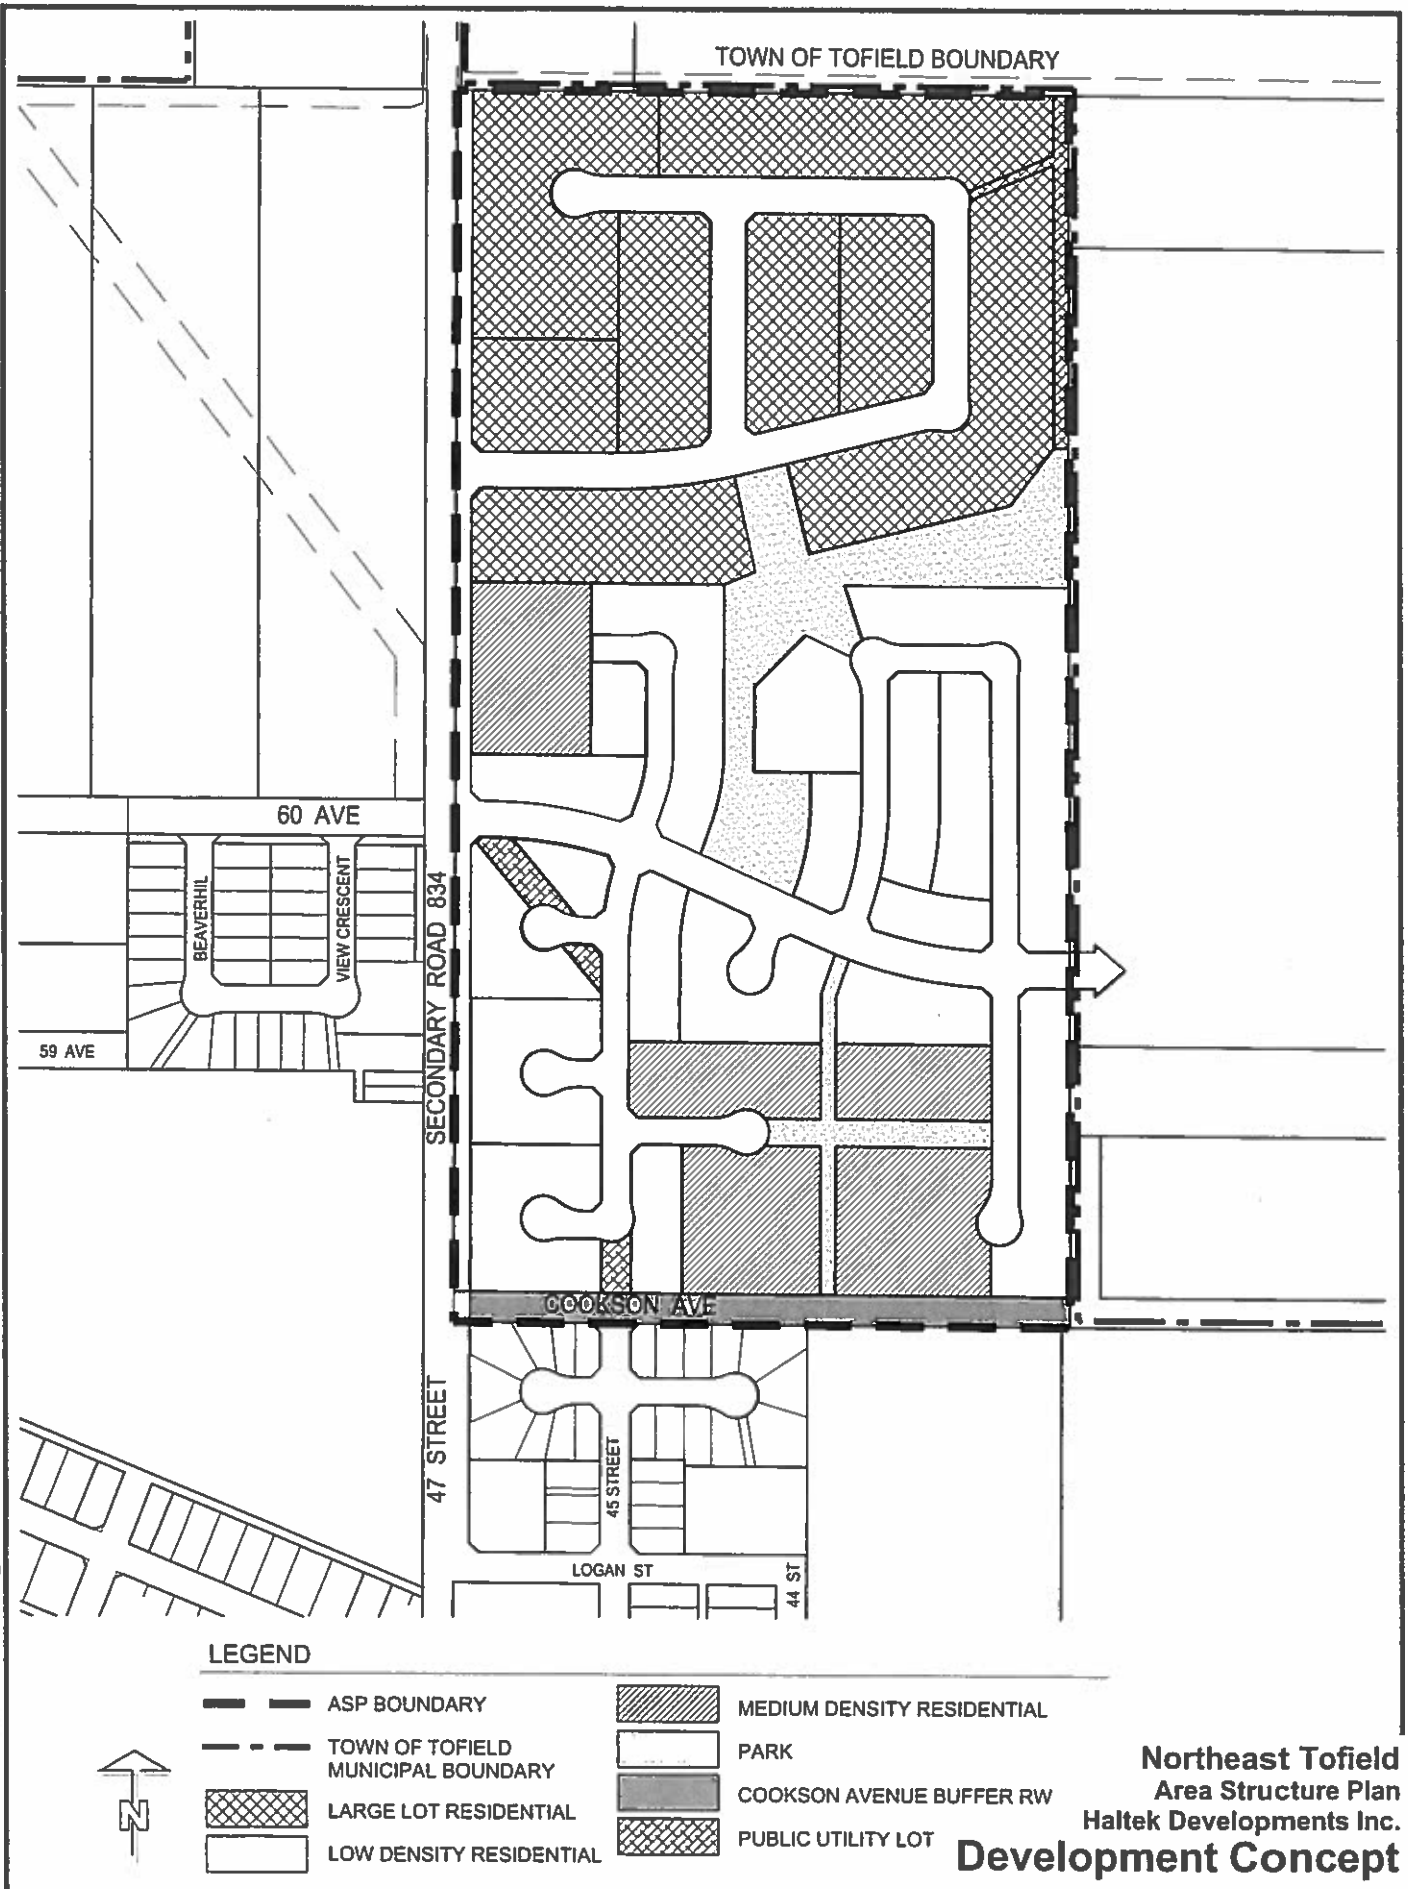 TOWN OF TOFIELD BOUNDARY
60 AVE
BEAVERHIL
VIEW CRESCENT
SECONDARY ROAD 834
59 AVE
COOKSON AVE
47 STREET
45 STREET
LOGAN ST
44 ST
LEGEND
ASP BOUNDARY
TOWN OF TOFIELD
MUNICIPAL BOUNDARY
LARGE LOT RESIDENTIAL
LOW DENSITY RESIDENTIAL
MEDIUM DENSITY RESIDENTIAL
PARK
COOKSON AVENUE BUFFER RW
PUBLIC UTILITY LOT
N
Northeast Tofield
Area Structure Plan
Haltek Developments Inc.
Development Concept